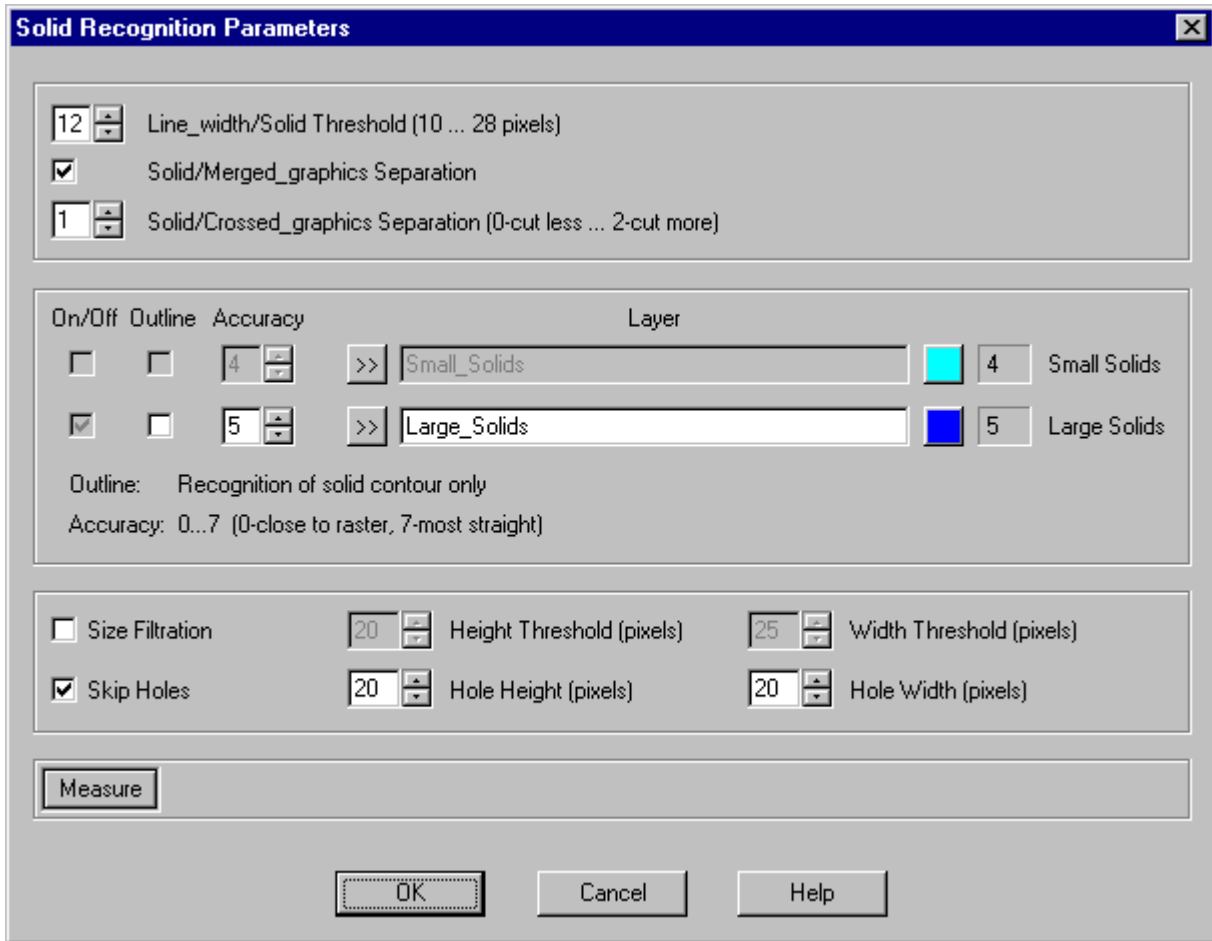 Solid Recognition Parameters
12 Line_width/Solid Threshold (10 ... 28 pixels)
Solid/Merged_graphics Separation
1 Solid/Crossed_graphics Separation (0-cut less ... 2-cut more)
On/Off Outline Accuracy Layer
4 >> Small_Solids 4 Small Solids
5 >> Large_Solids 5 Large Solids
Outline: Recognition of solid contour only
Accuracy: 0...7 (0-close to raster, 7-most straight)
Size Filtration 20 Height Threshold (pixels) 25 Width Threshold (pixels)
Skip Holes 20 Hole Height (pixels) 20 Hole Width (pixels)
Measure
OK Cancel Help